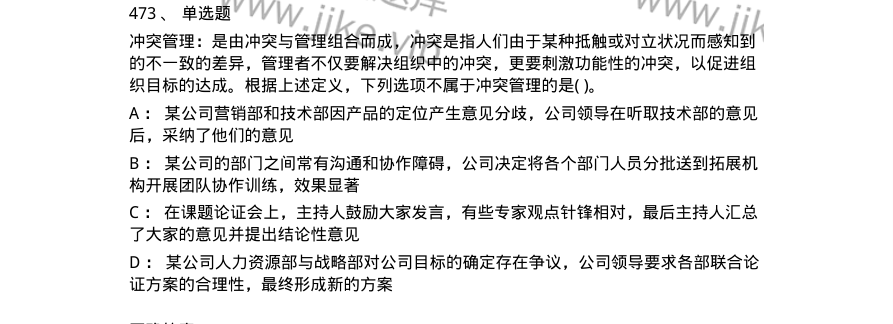 473 、 单选题
冲突管理：是由冲突与管理组合而成，冲突是指人们由于某种抵触或对立状况而感知到
的不一致的差异，管理者不仅要解决组织中的冲突，更要刺激功能性的冲突，以促进组
织目标的达成。根据上述定义，下列选项不属于冲突管理的是( )。
A ： 某公司营销部和技术部因产品的定位产生意见分歧，公司领导在听取技术部的意见
后，采纳了他们的意见
B ： 某公司的部门之间常有沟通和协作障碍，公司决定将各个部门人员分批送到拓展机
构开展团队协作训练，效果显著
C ： 在课题论证会上，主持人鼓励大家发言，有些专家观点针锋相对，最后主持人汇总
了大家的意见并提出结论性意见
D ： 某公司人力资源部与战略部对公司目标的确定存在争议，公司领导要求各部联合论
证方案的合理性，最终形成新的方案